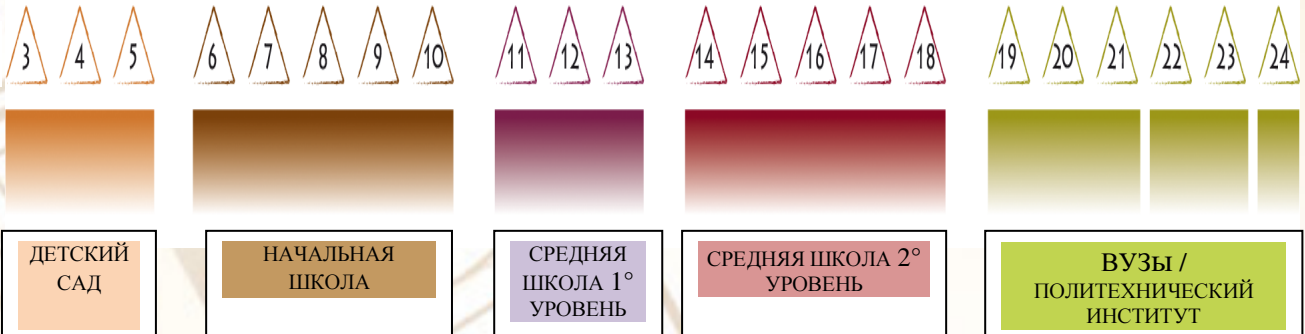 3 4 5 6 7 8 9 10 11 12 13 14 15 16 17 18 19 20 21 22 23 24
ДЕТСКИЙ
САД
НАЧАЛЬНАЯ
ШКОЛА
СРЕДНЯЯ
ШКОЛА 1°
УРОВЕНЬ
СРЕДНЯЯ ШКОЛА 2°
УРОВЕНЬ
ВУЗы /
ПОЛИТЕХНИЧЕСКИЙ
ИНСТИТУТ